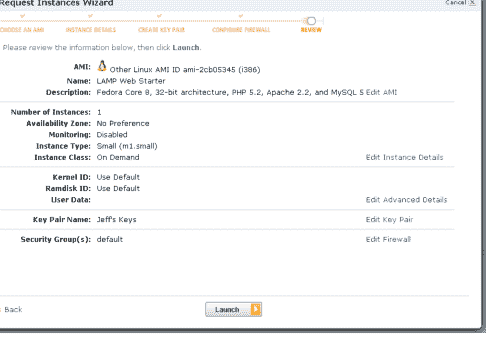 Request Instances Wizard
Cancel X
CHOOSE AN AMI INSTANCE DETAILS CREATE KEY PAIR CONFIGURE FIREWALL REVIEW
Please review the information below, then click Launch.
AMI: Other Linux AMI ID ami-2cb05345 (i386)
Name: LAMP Web Starter
Description: Fedora Core 8, 32-bit architecture, PHP 5.2, Apache 2.2, and MySQL 5 Edit AMI
Number of Instances: 1
Availability Zone: No Preference
Monitoring: Disabled
Instance Type: Small (m1.small)
Instance Class: On Demand Edit Instance Details
Kernel ID: Use Default
Ramdisk ID: Use Default
User Data: Edit Advanced Details
Key Pair Name: Jeff's Keys Edit Key Pair
Security Group(s): default Edit Firewall
Back
Launch